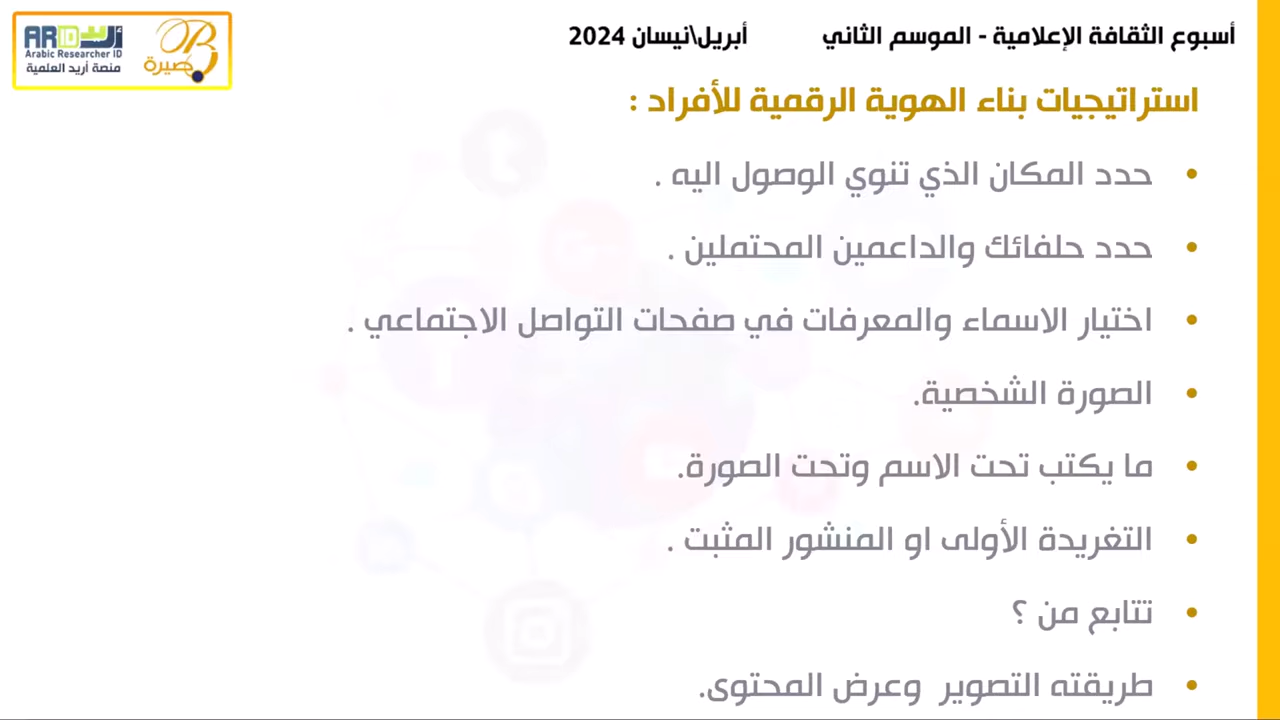 أسبوع الثقافة الإعلامية - الموسم الثاني أبريل\نيسان 2024
ARID أريد
Arabic Researcher ID
منصة أريد العلمية
B
بصيرة
استراتيجيات بناء الهوية الرقمية للأفراد :
• حدد المكان الذي تنوي الوصول اليه .
• حدد حلفائك والداعمين المحتملين .
• اختيار الاسماء والمعرفات في صفحات التواصل الاجتماعي .
• الصورة الشخصية.
• ما يكتب تحت الاسم وتحت الصورة.
• التغريدة الأولى او المنشور المثبت .
• تتابع من ؟
• طريقته التصوير وعرض المحتوى.